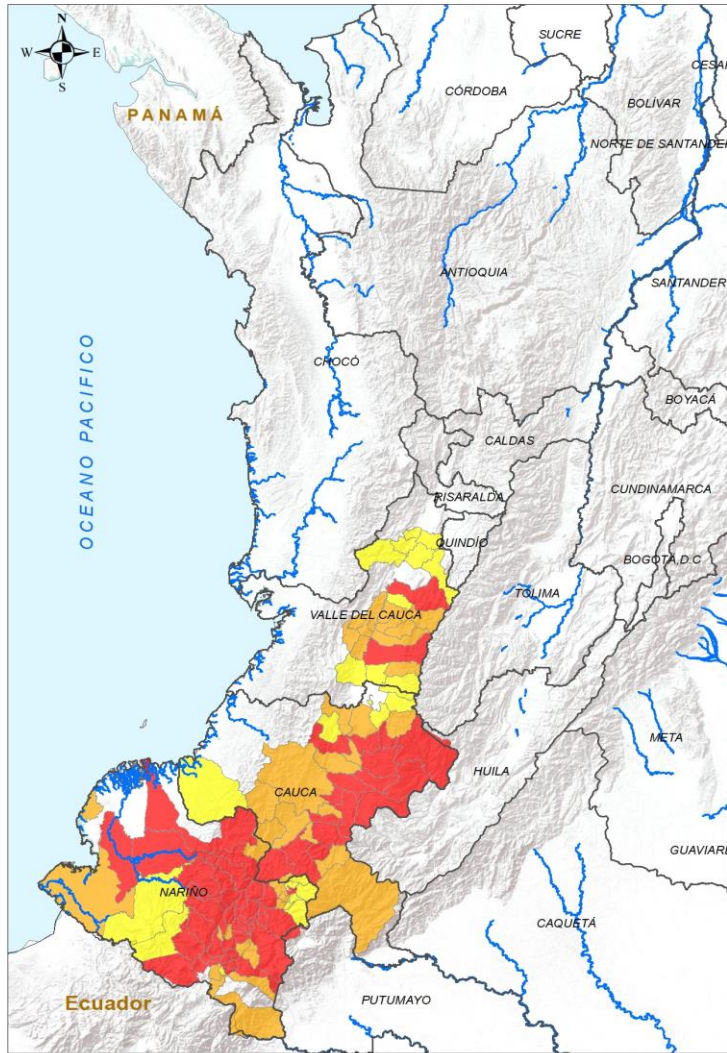 N
W E
S
PANAMÁ
SUCRE
CÓRDOBA
CESAR
BOLÍVAR
NORTE DE SANTANDER
ANTIOQUIA
SANTANDER
OCEANO PACIFICO
CHOCÓ
BOYACÁ
CALDAS
CUNDINAMARCA
RISARALDA
QUINDÍO
BOGOTÁ,D.C
TOLIMA
VALLE DEL CAUCA
META
HUILA
CAUCA
GUAVIARE
NARIÑO
CAQUETÁ
Ecuador
PUTUMAYO